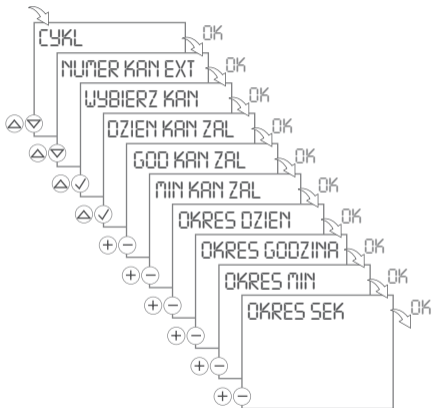 CYKL
OK
NUMER KAN EXT
OK
WYBIERZ KAN
OK
DZIEN KAN ZAL
OK
GOD KAN ZAL
OK
MIN KAN ZAL
OK
OKRES DZIEN
OK
OKRES GODZINA
OK
OKRES MIN
OK
OKRES SEK
OK